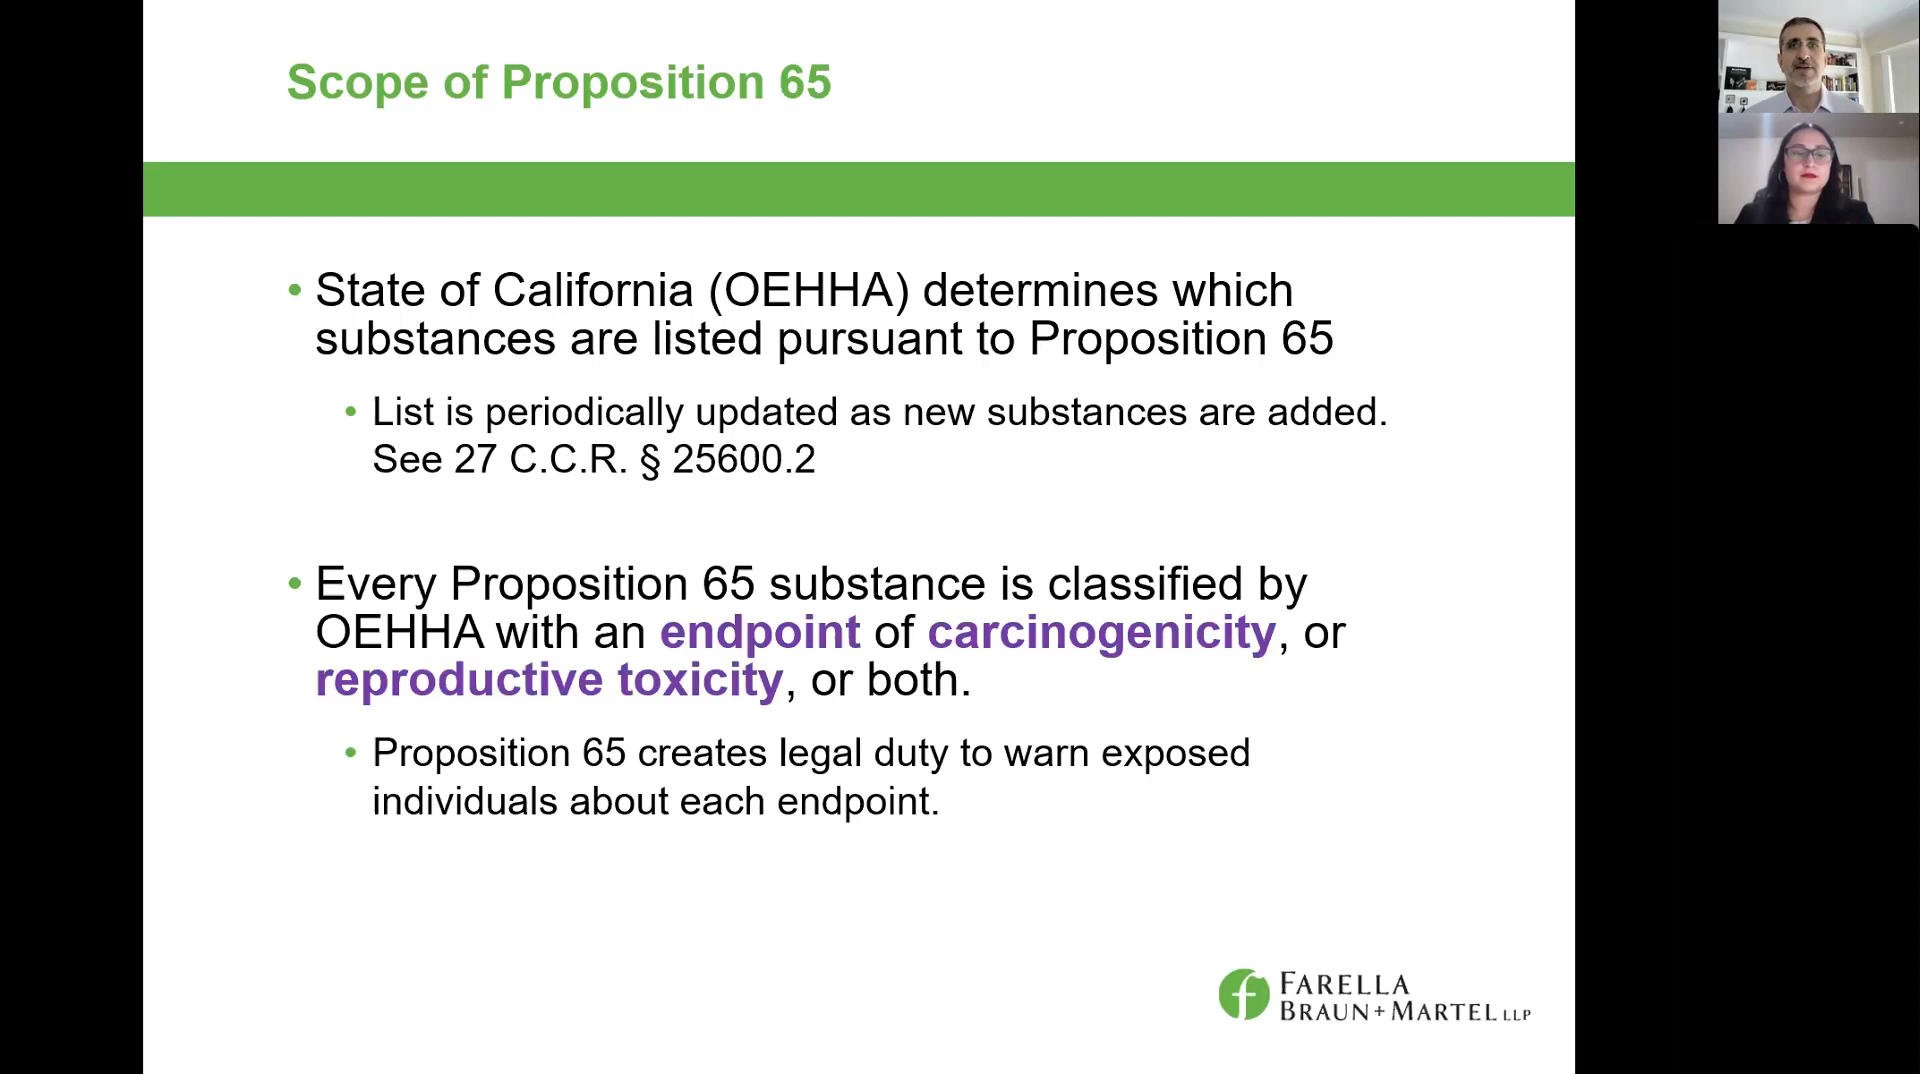 Scope of Proposition 65
• State of California (OEHHA) determines which
substances are listed pursuant to Proposition 65
• List is periodically updated as new substances are added.
See 27 C.C.R. § 25600.2
• Every Proposition 65 substance is classified by
OEHHA with an endpoint of carcinogenicity, or
reproductive toxicity, or both.
• Proposition 65 creates legal duty to warn exposed
individuals about each endpoint.
f FARELLA
BRAUN+MARTEL LLP